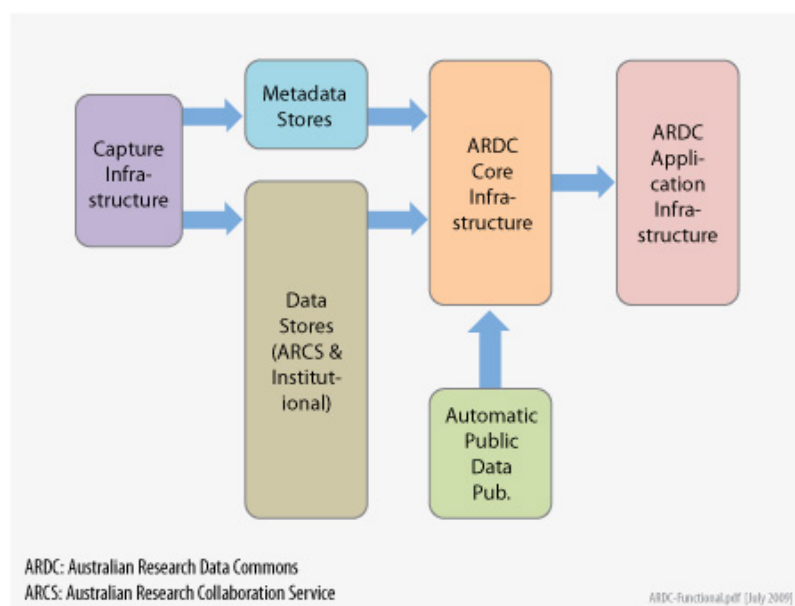 Capture
Infra-
structure
Metadata
Stores
Data
Stores
(ARCS &
Institut-
ional)
ARDC
Core
Infra-
structure
Automatic
Public
Data
Pub.
ARDC
Appli-
cation
Infra-
structure
ARDC: Australian Research Data Commons
ARCS: Australian Research Collaboration Service
ARDC-Functional.pdf [July 2009]